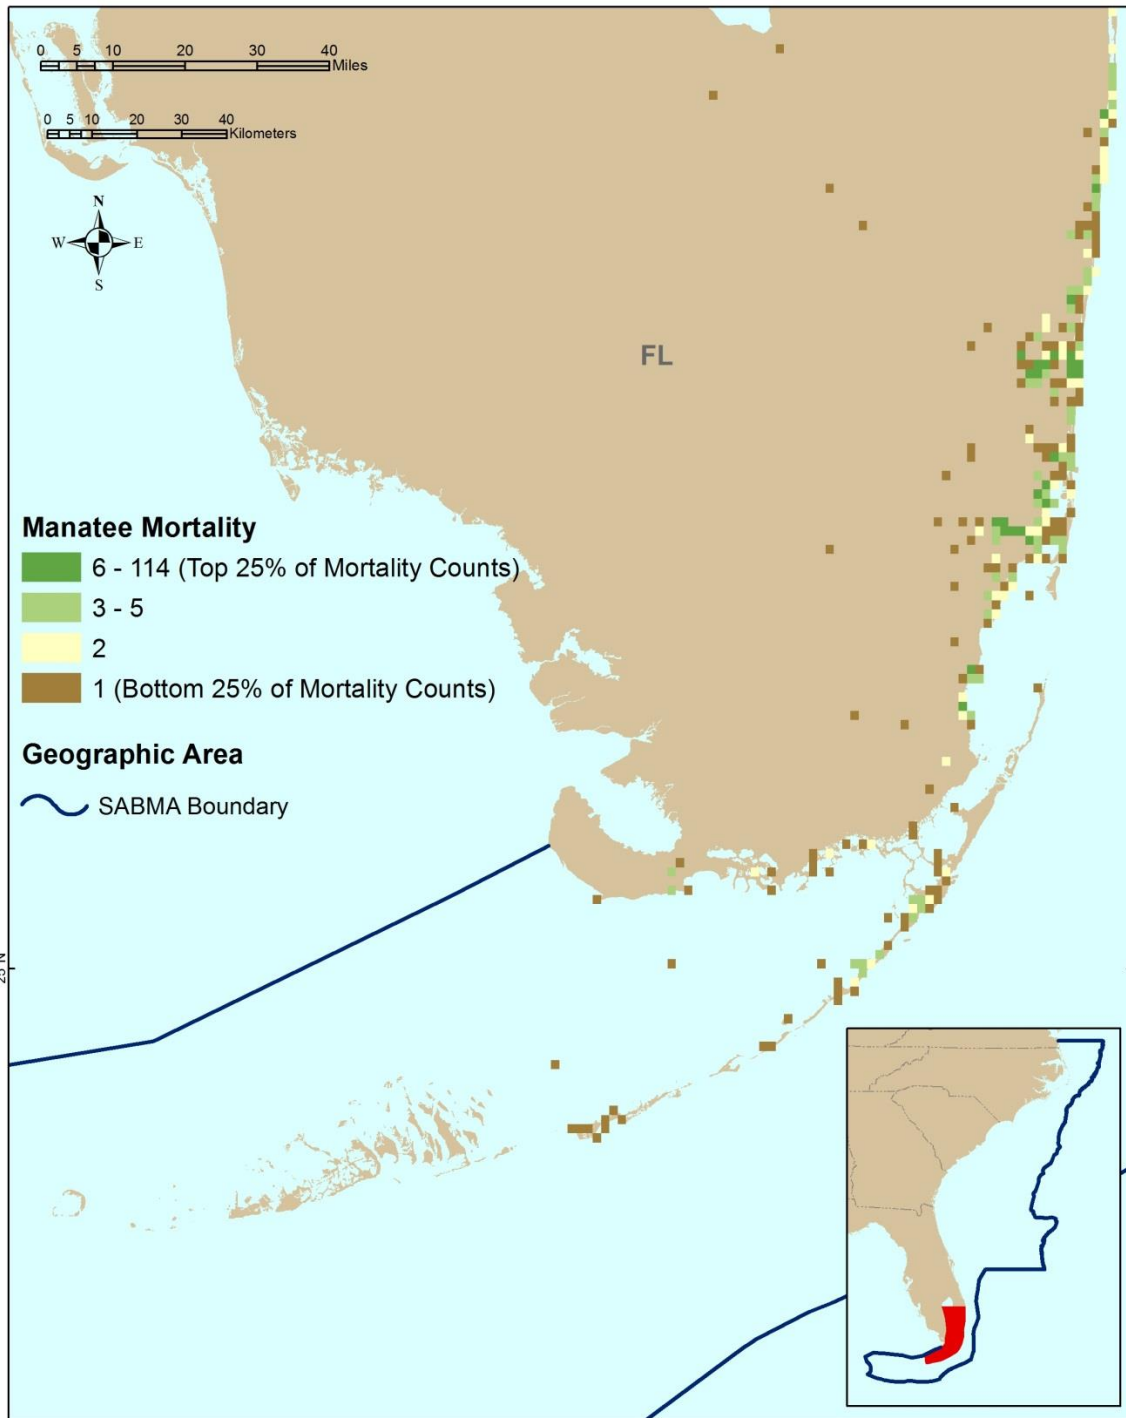 0 5 10 20 30 40
Miles
0 5 10 20 30 40
Kilometers
N
W E
S
FL
Manatee Mortality
6 - 114 (Top 25% of Mortality Counts)
3 - 5
2
1 (Bottom 25% of Mortality Counts)
Geographic Area
SABMA Boundary